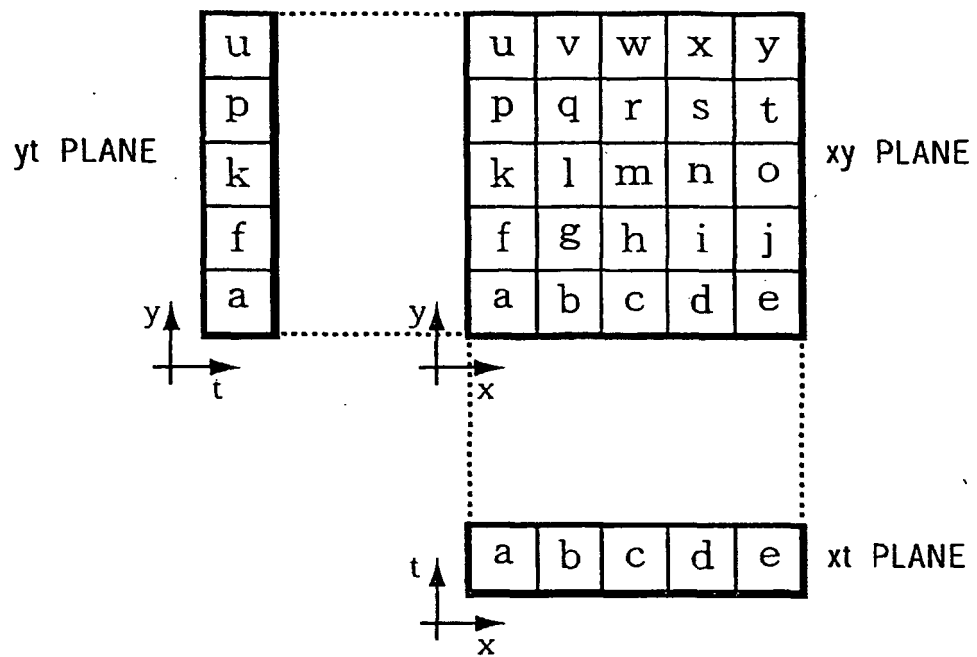 u u v w x y
p p q r s t
yt PLANE k k l m n o xy PLANE
f f g h i j
a a b c d e
y y
t x
a b c d e xt PLANE
t
x